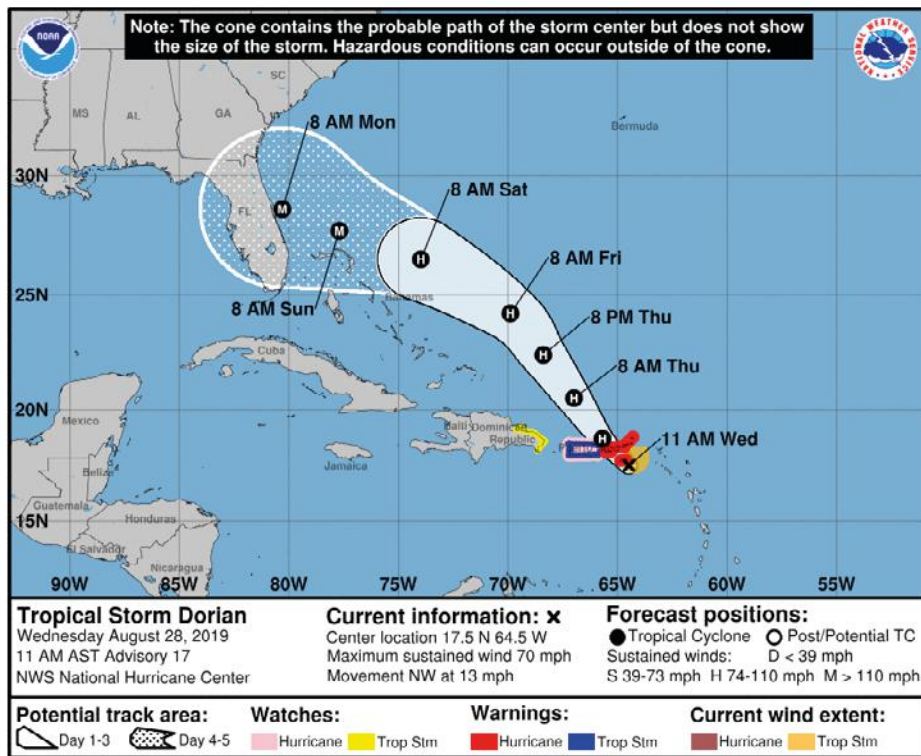 Note: The cone contains the probable path of the storm center but does not show
the size of the storm. Hazardous conditions can occur outside of the cone.
NOAA
SC
MS
AL
GA
8 AM Mon
Bermuda
30N
8 AM Sat
M
FL
M
H
8 AM Fri
25N
8 AM Sun
Bahamas
H
8 PM Thu
Cuba
H
8 AM Thu
H
20N
Mexico
Haiti
Dominican
Republic
H
11 AM Wed
Jamaica
Belize
Guatemala
Honduras
15N
El Salvador
Nicaragua
90W
85W
80W
75W
70W
65W
60W
55W
Tropical Storm Dorian
Wednesday August 28, 2019
11 AM AST Advisory 17
NWS National Hurricane Center
Current information: x
Center location 17.5 N 64.5 W
Maximum sustained wind 70 mph
Movement NW at 13 mph
Forecast positions:
Tropical Cyclone Post/Potential TC
Sustained winds: D < 39 mph
S 39-73 mph H 74-110 mph M > 110 mph
Potential track area:
Day 1-3 Day 4-5
Watches:
Hurricane Trop Stm
Warnings:
Hurricane Trop Stm
Current wind extent:
Hurricane Trop Stm